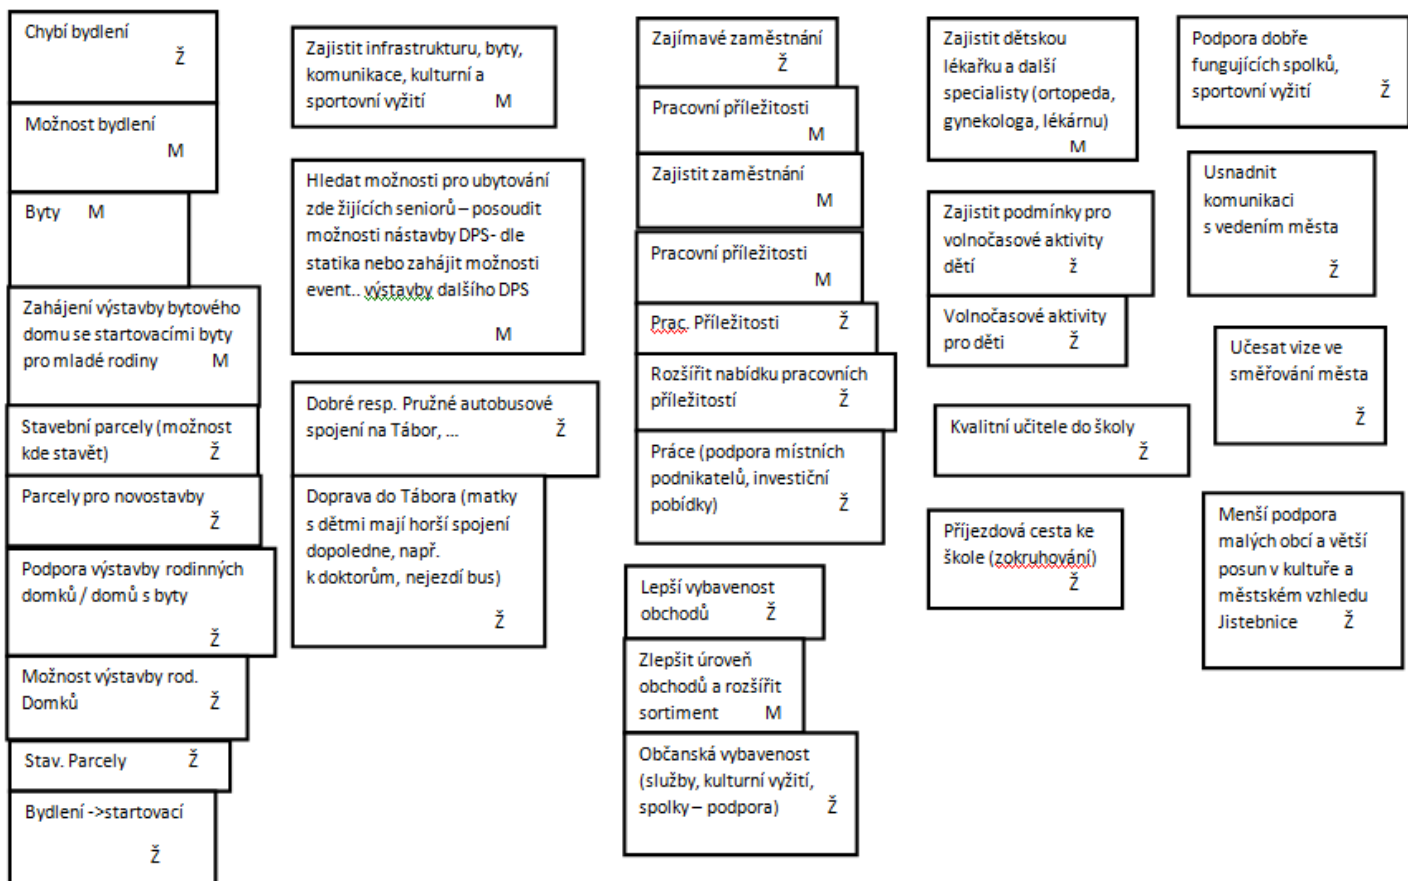 Chybí bydlení
Ž
Možnost bydlení
M
Byty M
Zahájení výstavby bytového
domu se startovacími byty
pro mladé rodiny M
Stavební parcely (možnost
kde stavět) Ž
Parcely pro novostavby
Ž
Podpora výstavby rodinných
domků / domů s byty
Ž
Možnost výstavby rod.
Domků Ž
Stav. Parcely Ž
Bydlení ->startovací
Ž
Zajistit infrastrukturu, byty,
komunikace, kulturní a
sportovní vyžití M
Hledat možnosti pro ubytování
zde žijících seniorů – posoudit
možnosti nástavby DPS- dle
statika nebo zahájit možnosti
event.. výstavby dalšího DPS
M
Dobré resp. Pružné autobusové
spojení na Tábor, ... Ž
Doprava do Tábora (matky
s dětmi mají horší spojení
dopoledne, např.
k doktorům, nejezdí bus)
Ž
Zajímavé zaměstnání
Ž
Pracovní příležitosti
M
Zajistit zaměstnání
M
Pracovní příležitosti
M
Prac. Příležitosti Ž
Rozšířit nabídku pracovních
příležitostí Ž
Práce (podpora místních
podnikatelů, investiční
pobídky) Ž
Lepší vybavenost
obchodů Ž
Zlepšit úroveň
obchodů a rozšířit
sortiment M
Občanská vybavenost
(služby, kulturní vyžití,
spolky – podpora) Ž
Zajistit dětskou
lékařku a další
specialisty (ortopeda,
gynekologa, lékárnu)
M
Zajistit podmínky pro
volnočasové aktivity
dětí ž
Volnočasové aktivity
pro děti Ž
Kvalitní učitele do školy
Ž
Příjezdová cesta ke
škole (zokruhování)
Ž
Podpora dobře
fungujících spolků,
sportovní vyžití Ž
Usnadnit
komunikaci
s vedením města
Ž
Učesat vize ve
směřování města
Ž
Menší podpora
malých obcí a větší
posun v kultuře a
městském vzhledu
Jistebnice Ž